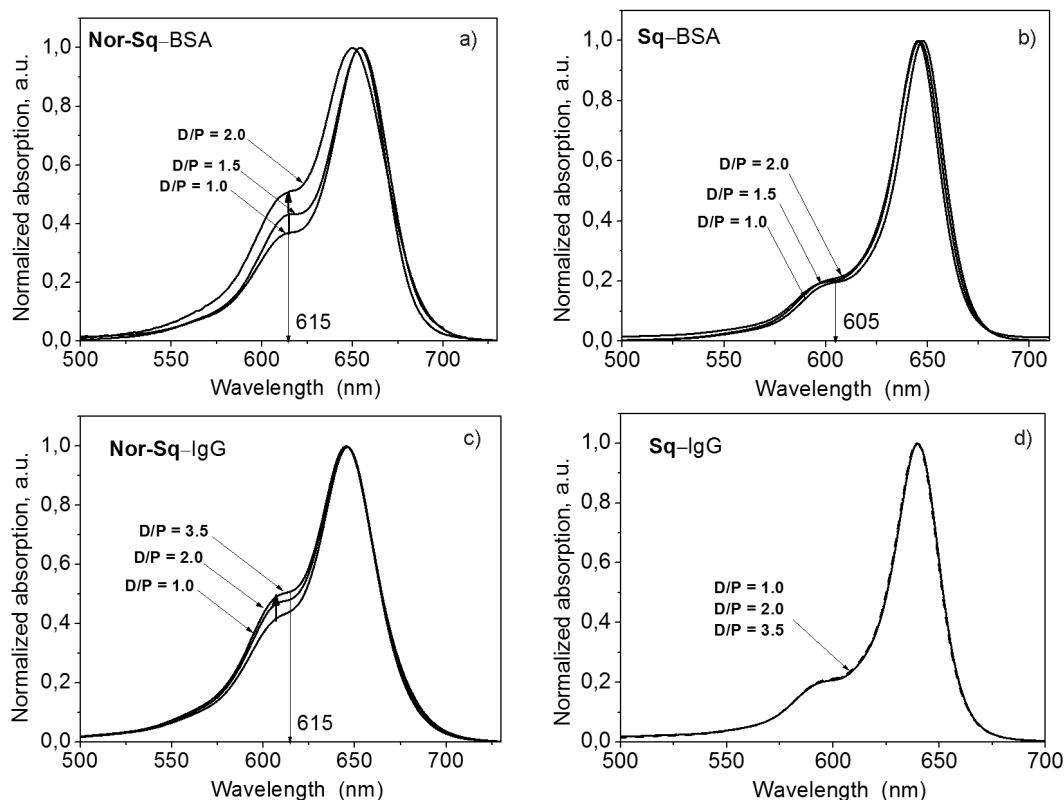 Nor-Sq–BSA
a)
1,0
0,8
0,6
0,4
0,2
0,0
Normalized absorption, a.u.
D/P = 2.0
D/P = 1.5
D/P = 1.0
615
500 550 600 650 700
Wavelength (nm)
Sq–BSA
b)
1,0
0,8
0,6
0,4
0,2
0,0
Normalized absorption, a.u.
D/P = 2.0
D/P = 1.5
D/P = 1.0
605
500 550 600 650 700
Wavelength (nm)
Nor-Sq–IgG
c)
1,0
0,8
0,6
0,4
0,2
0,0
Normalized absorption, a.u.
D/P = 3.5
D/P = 2.0
D/P = 1.0
615
500 550 600 650 700
Wavelength (nm)
Sq–IgG
d)
1,0
0,8
0,6
0,4
0,2
0,0
Normalized absorption, a.u.
D/P = 1.0
D/P = 2.0
D/P = 3.5
500 550 600 650 700
Wavelength (nm)